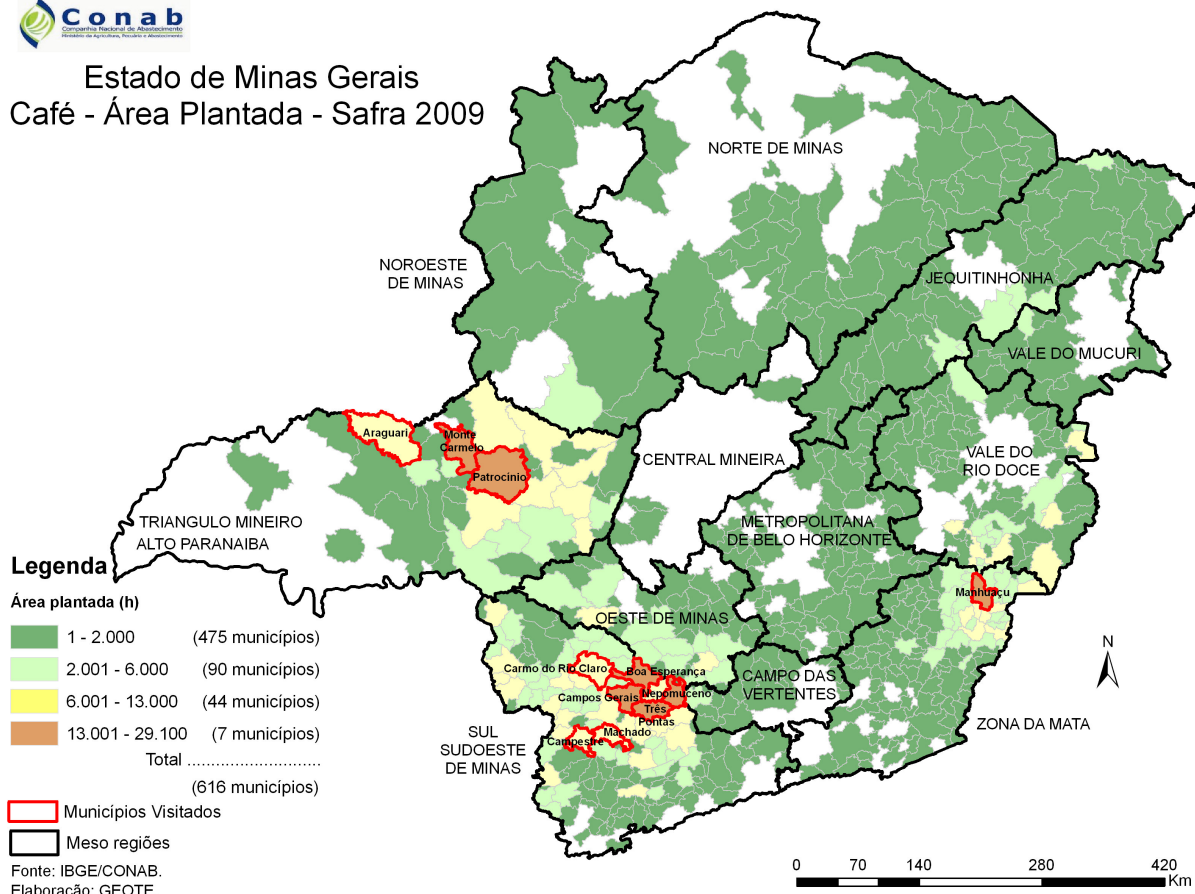 Conab
Companhia Nacional de Abastecimento
Ministério da Agricultura, Pecuária e Abastecimento
Estado de Minas Gerais
Café - Área Plantada - Safra 2009
NORTE DE MINAS
NOROESTE
DE MINAS
JEQUITINHONHA
VALE DO MUCURI
Araguari
Monte
Carmelo
Patrocínio
CENTRAL MINEIRA
VALE DO
RIO DOCE
TRIANGULO MINEIRO
ALTO PARANAIBA
METROPOLITANA
DE BELO HORIZONTE
Manhuaçu
OESTE DE MINAS
Carmo do Rio Claro
Boa Esperança
Campos Gerais
Nepomuceno
Três
Pontas
Machado
Campestre
CAMPO DAS
VERTENTES
ZONA DA MATA
SUL
SUDOESTE
DE MINAS
Legenda
Área plantada (h)
1 - 2.000 (475 municípios)
2.001 - 6.000 (90 municípios)
6.001 - 13.000 (44 municípios)
13.001 - 29.100 (7 municípios)
Total ............................
(616 municípios)
Municípios Visitados
Meso regiões
Fonte: IBGE/CONAB.
Elaboração: GEOTE
N
0 70 140 280 420
Km